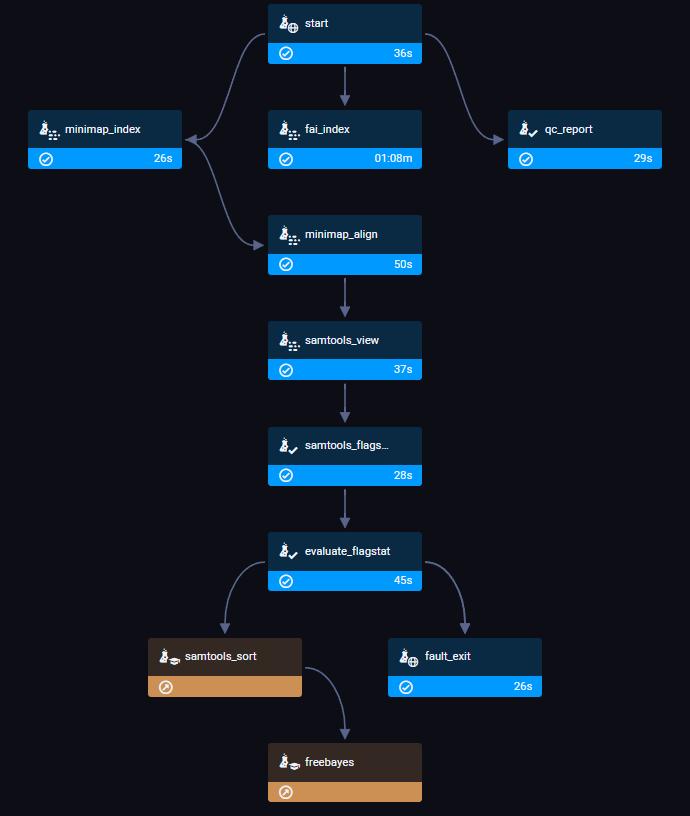 start
36s
minimap_index
26s
fai_index
01:08m
qc_report
29s
minimap_align
50s
samtools_view
37s
samtools_flags...
28s
evaluate_flagstat
45s
samtools_sort
fault_exit
26s
freebayes